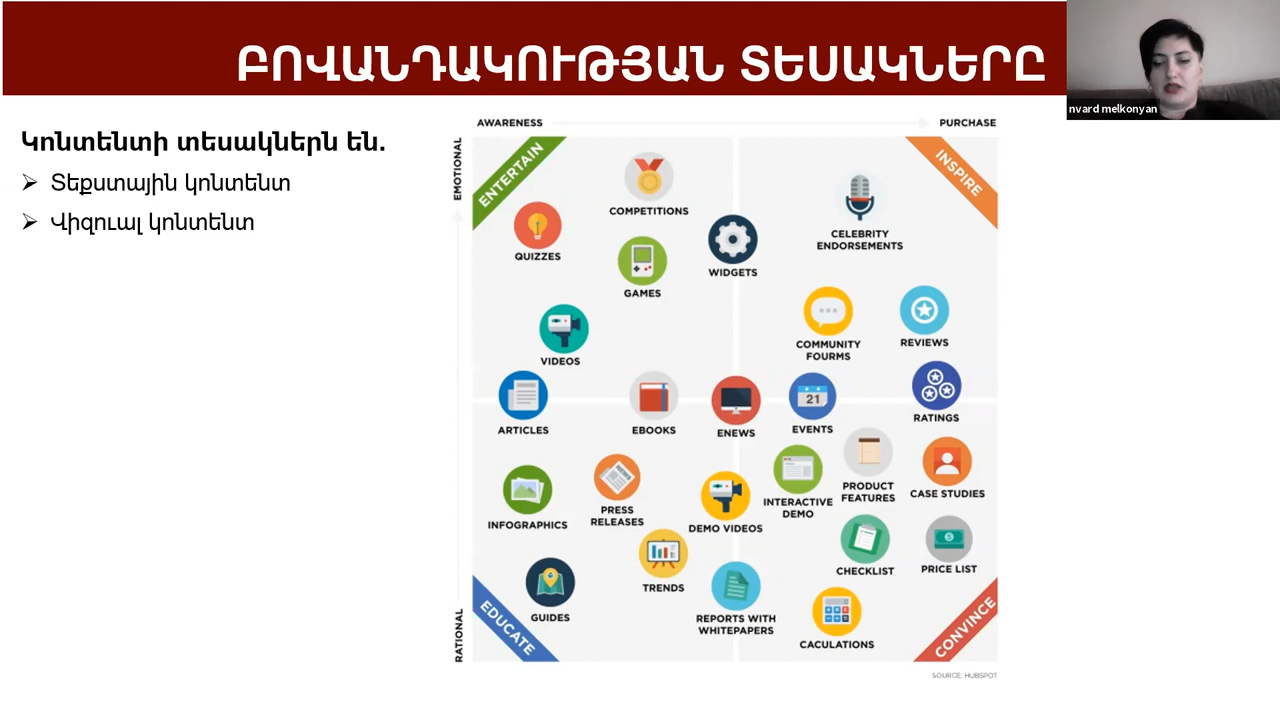 ԲՈՎԱՆԴԱԿՈՒԹՅԱՆ ՏԵՍԱԿՆԵՐԸ
nvard melkonyan
Կոնտենտի տեսակներն են.
Տեքստային կոնտենտ
Վիզուալ կոնտենտ
AWARENESS
PURCHASE
EMOTIONAL
ENTERTAIN
INSPIRE
COMPETITIONS
QUIZZES
GAMES
WIDGETS
CELEBRITY
ENDORSEMENTS
VIDEOS
COMMUNITY
FOURMS
REVIEWS
ARTICLES
EBOOKS
ENEWS
21
EVENTS
RATINGS
INFOGRAPHICS
NEWS
PRESS
RELEASES
DEMO VIDEOS
INTERACTIVE
DEMO
PRODUCT
FEATURES
CASE STUDIES
GUIDES
TRENDS
REPORTS WITH
WHITEPAPERS
CHECKLIST
$
PRICE LIST
CACULATIONS
RATIONAL
EDUCATE
CONVINCE
SOURCE: HUBSPOT